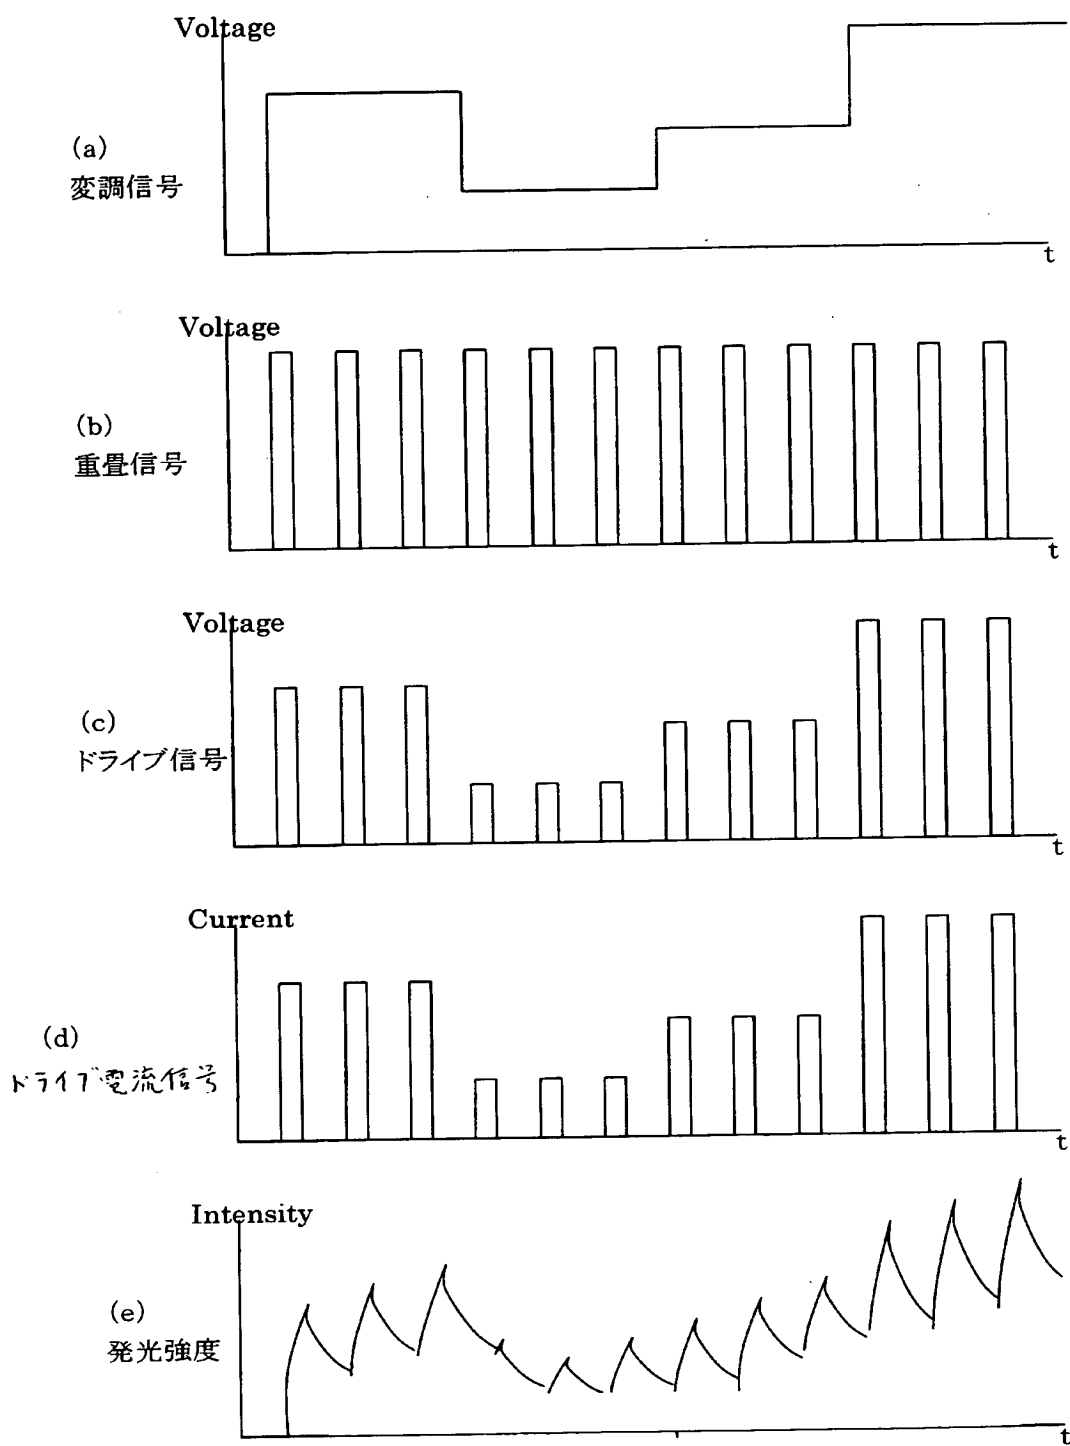 Voltage
(a)
変調信号
t
Voltage
(b)
重畳信号
t
Voltage
(c)
ドライブ信号
t
Current
(d)
ドライブ電流信号
t
Intensity
(e)
発光強度
t